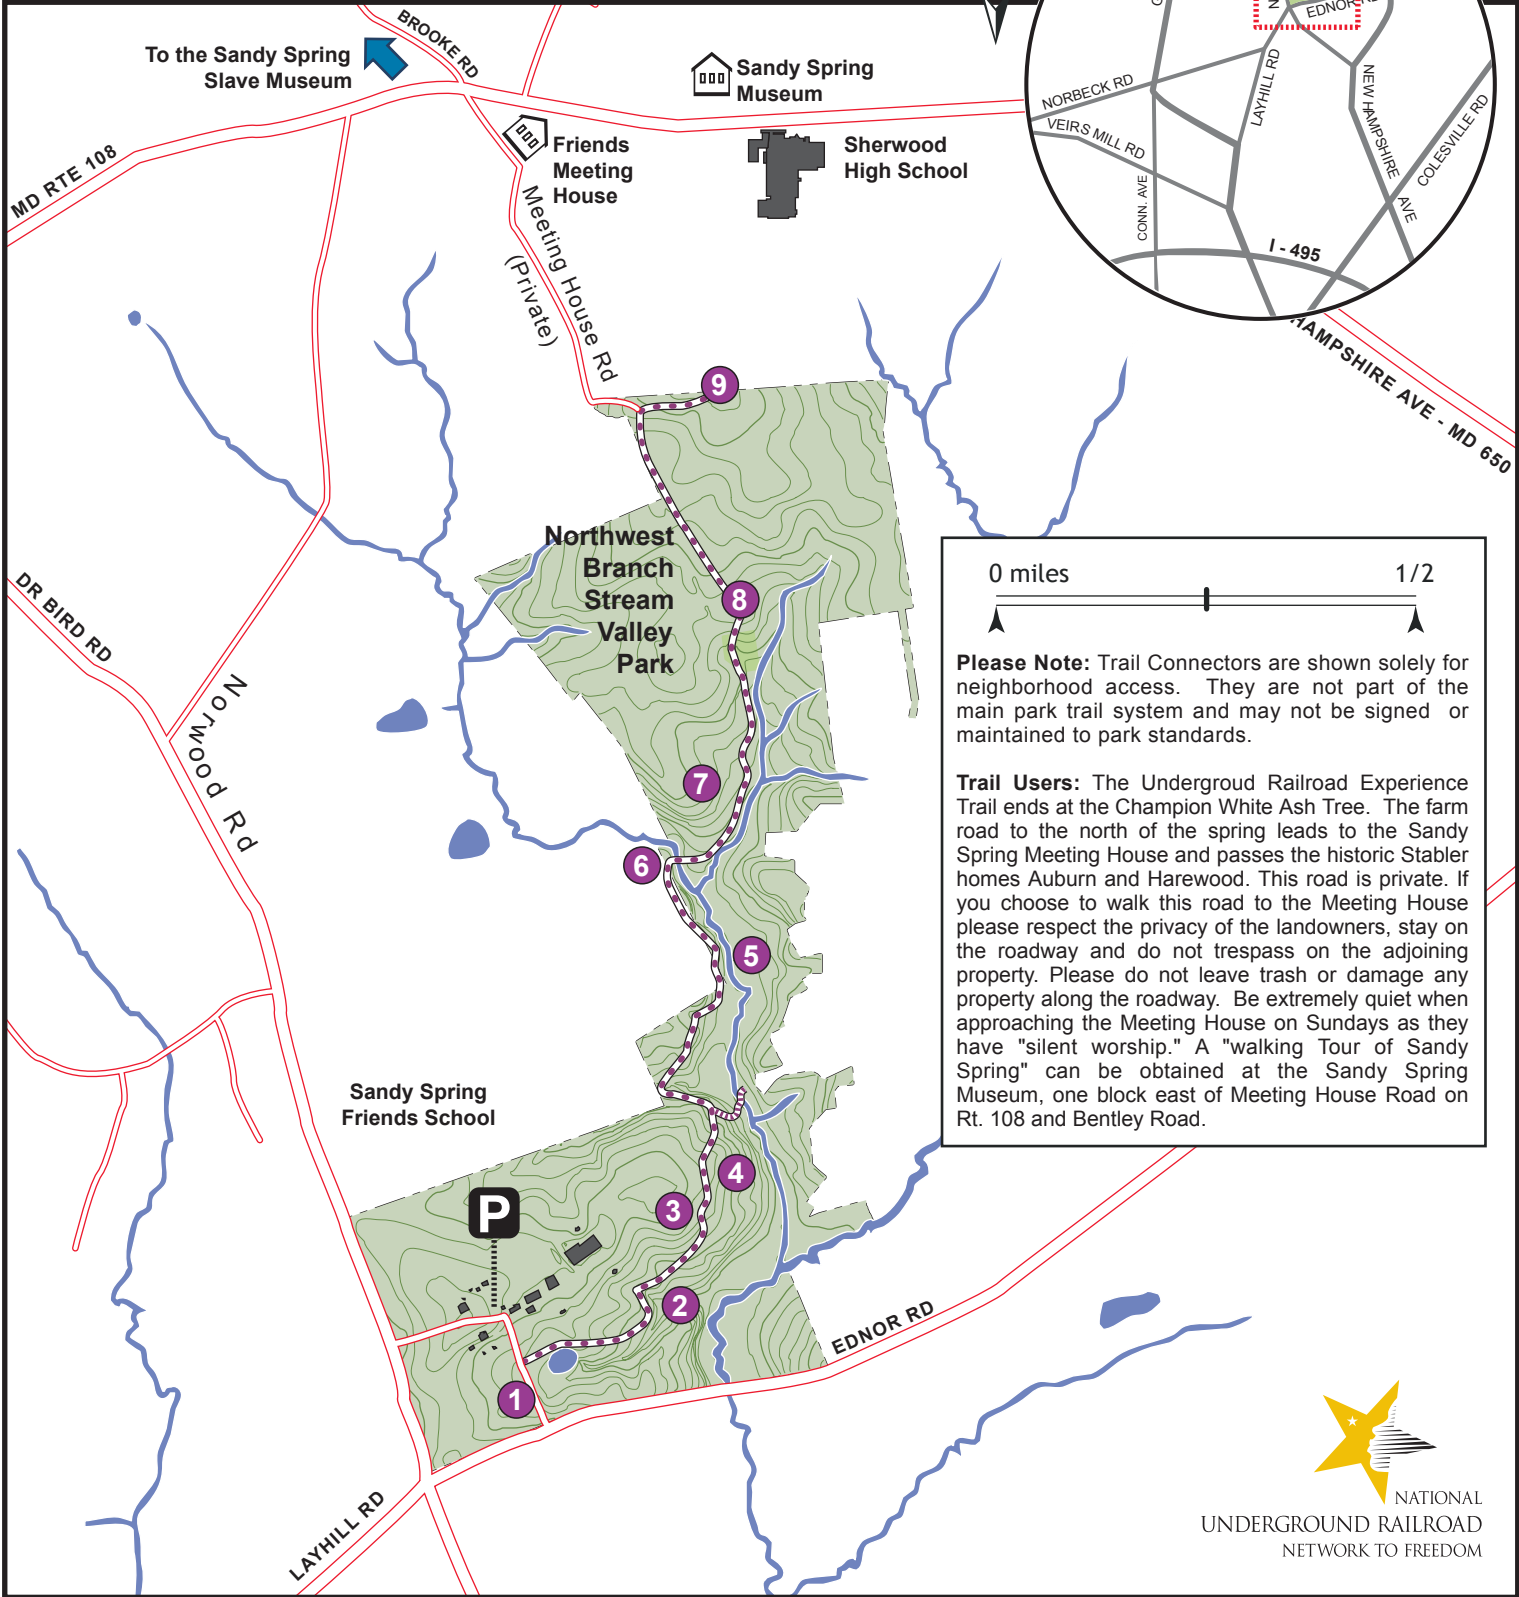 BROOKE RD
To the Sandy Spring
Slave Museum
Sandy Spring
Museum
Friends
Meeting
House
Sherwood
High School
MD RTE 108
Meeting House Rd
(Private)
EDNOR RD
NORBECK RD
LAYHILL RD
VEIRS MILL RD
NEW HAMPSHIRE AVE
COLESVILLE RD
CONN. AVE
I - 495
HAMPSHIRE AVE - MD 650
9
Northwest
Branch
Stream
Valley
Park
8
DR BIRD RD
Norwood Rd
7
6
5
0 miles 1/2
Please Note: Trail Connectors are shown solely for
neighborhood access. They are not part of the
main park trail system and may not be signed or
maintained to park standards.
Trail Users: The Undergroud Railroad Experience
Trail ends at the Champion White Ash Tree. The farm
road to the north of the spring leads to the Sandy
Spring Meeting House and passes the historic Stabler
homes Auburn and Harewood. This road is private. If
you choose to walk this road to the Meeting House
please respect the privacy of the landowners, stay on
the roadway and do not trespass on the adjoining
property. Please do not leave trash or damage any
property along the roadway. Be extremely quiet when
approaching the Meeting House on Sundays as they
have "silent worship." A "walking Tour of Sandy
Spring" can be obtained at the Sandy Spring
Museum, one block east of Meeting House Road on
Rt. 108 and Bentley Road.
Sandy Spring
Friends School
4
3
P
2
1
EDNOR RD
LAYHILL RD
NATIONAL
UNDERGROUND RAILROAD
NETWORK TO FREEDOM